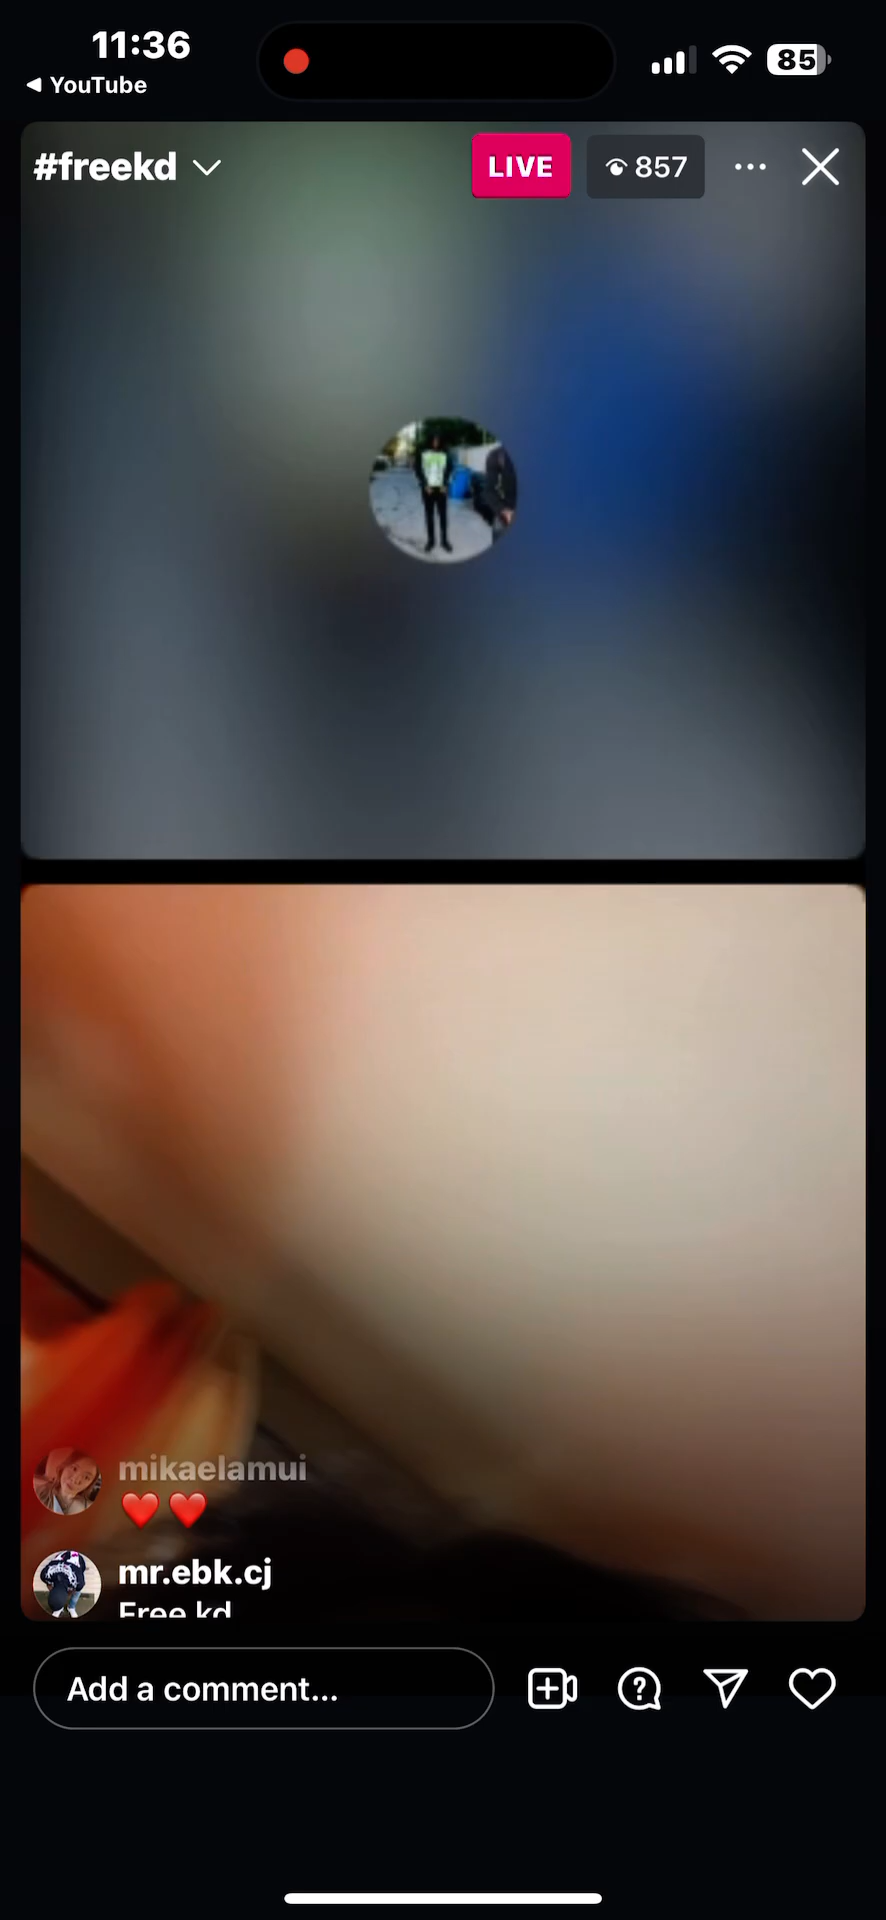 11:36
85
YouTube
#freekd
LIVE
857
mikaelamui
❤️ ❤️
mr.ebk.cj
Free kd
Add a comment...